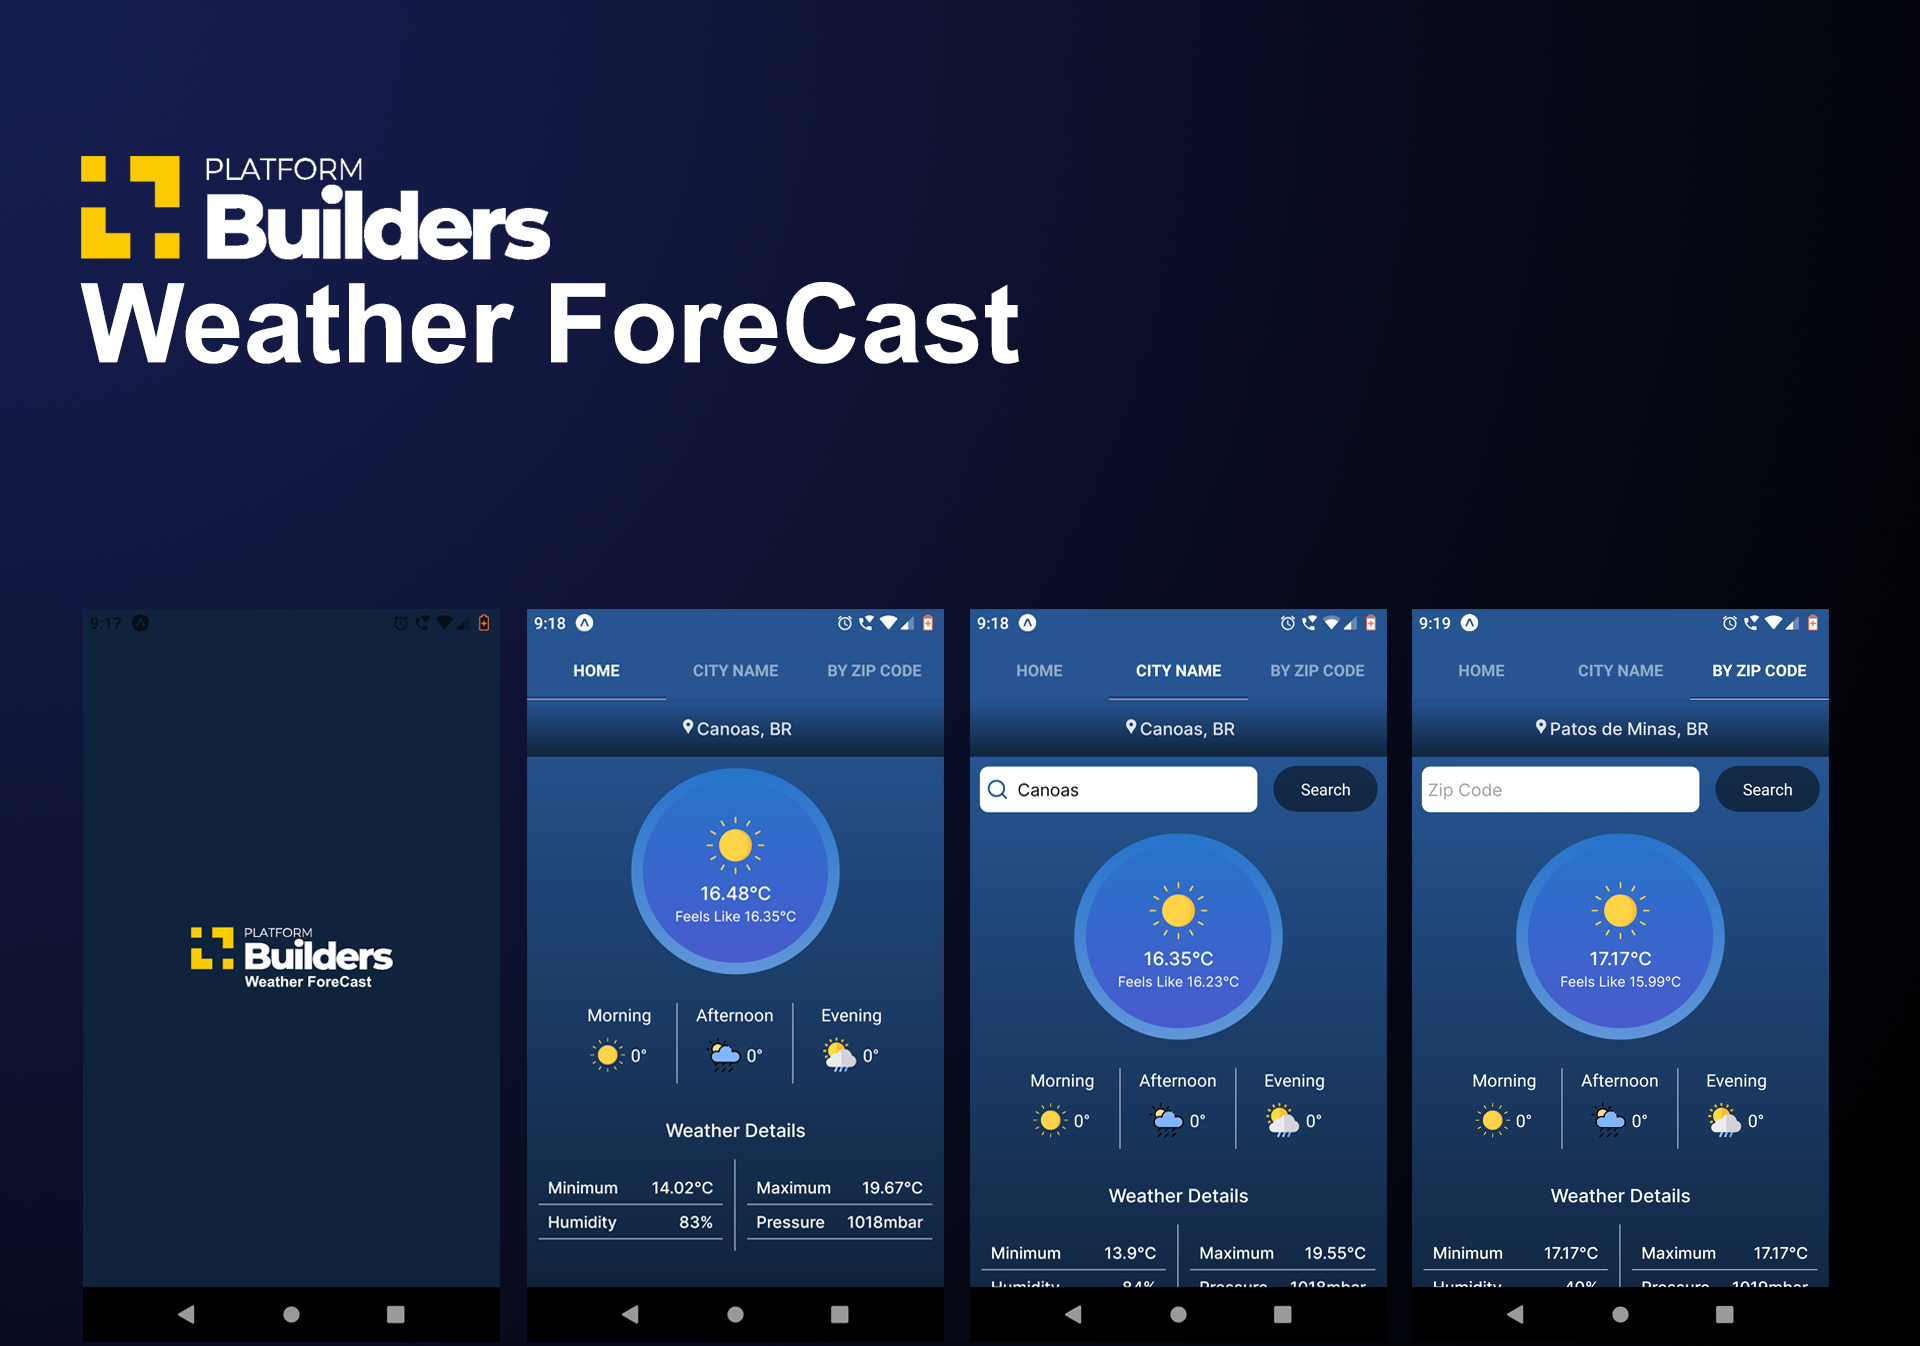 PLATFORM
Builders
Weather ForeCast
9:17
PLATFORM
Builders
Weather ForeCast
9:18
HOME CITY NAME BY ZIP CODE
Canoas, BR
16.48°C
Feels Like 16.35°C
Morning Afternoon Evening
0° 0° 0°
Weather Details
Minimum 14.02°C Maximum 19.67°C
Humidity 83% Pressure 1018mbar
9:18
HOME CITY NAME BY ZIP CODE
Canoas, BR
Canoas Search
16.35°C
Feels Like 16.23°C
Morning Afternoon Evening
0° 0° 0°
Weather Details
Minimum 13.9°C Maximum 19.55°C
Humidity 84% Pressure 1018mbar
9:19
HOME CITY NAME BY ZIP CODE
Patos de Minas, BR
Zip Code Search
17.17°C
Feels Like 15.99°C
Morning Afternoon Evening
0° 0° 0°
Weather Details
Minimum 17.17°C Maximum 17.17°C
Humidity 40% Pressure 1019mbar